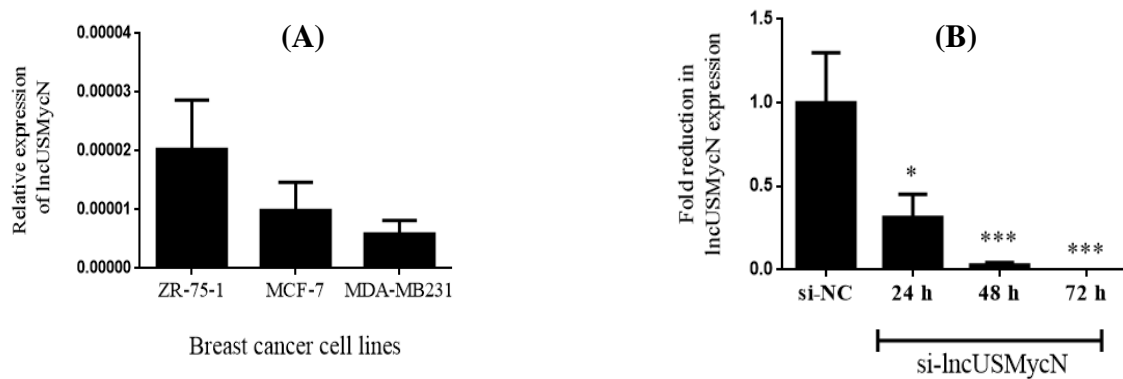 (A)
Relative expression
of lncUSMycN
0.00004
0.00003
0.00002
0.00001
0.00000
ZR-75-1 MCF-7 MDA-MB231
Breast cancer cell lines
(B)
Fold reduction in
lncUSMycN expression
1.5
1.0
0.5
0.0
*
***
***
si-NC 24 h 48 h 72 h
si-lncUSMycN